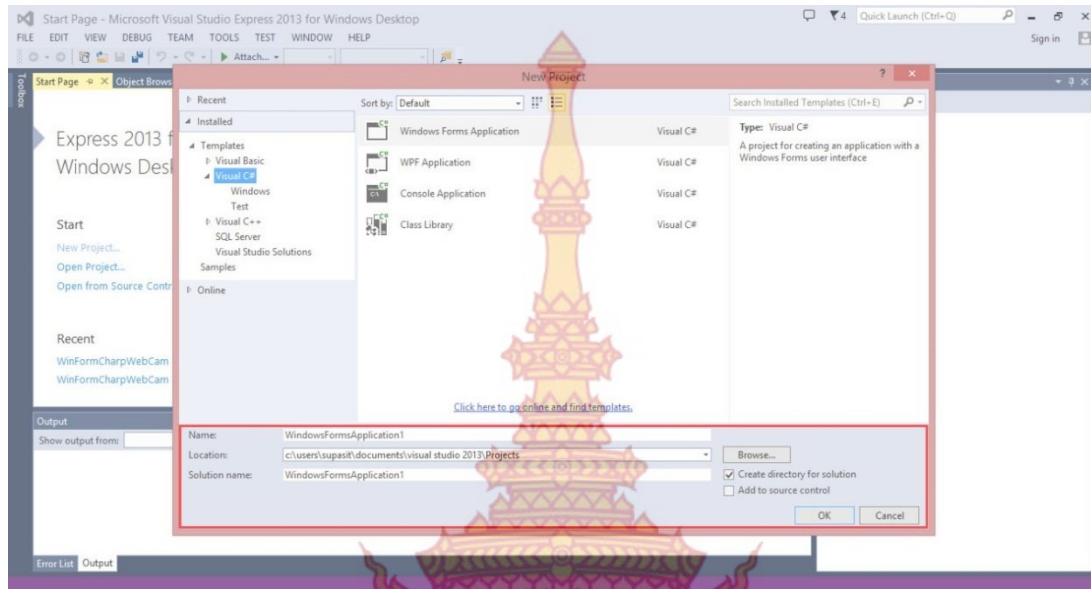 Start Page - Microsoft Visual Studio Express 2013 for Windows Desktop
4
Quick Launch (Ctrl+Q)
FILE EDIT VIEW DEBUG TEAM TOOLS TEST WINDOW HELP
Sign in
Attach...
Toolbox
Start Page
Object Brows
Express 2013 f
Windows Desk
Start
New Project...
Open Project...
Open from Source Contr
Recent
WinFormCharpWebCam
WinFormCharpWebCam
Output
Show output from:
Error List Output
New Project
Recent
Installed
Templates
Visual Basic
Visual C#
Windows
Test
Visual C++
SQL Server
Visual Studio Solutions
Samples
Online
Sort by: Default
Windows Forms Application Visual C#
WPF Application Visual C#
Console Application Visual C#
Class Library Visual C#
Click here to go online and find templates.
Search Installed Templates (Ctrl+E)
Type: Visual C#
A project for creating an application with a
Windows Forms user interface
Name: WindowsFormsApplication1
Location: c:\users\supasit\documents\visual studio 2013\Projects
Browse...
Solution name: WindowsFormsApplication1
Create directory for solution
Add to source control
OK Cancel